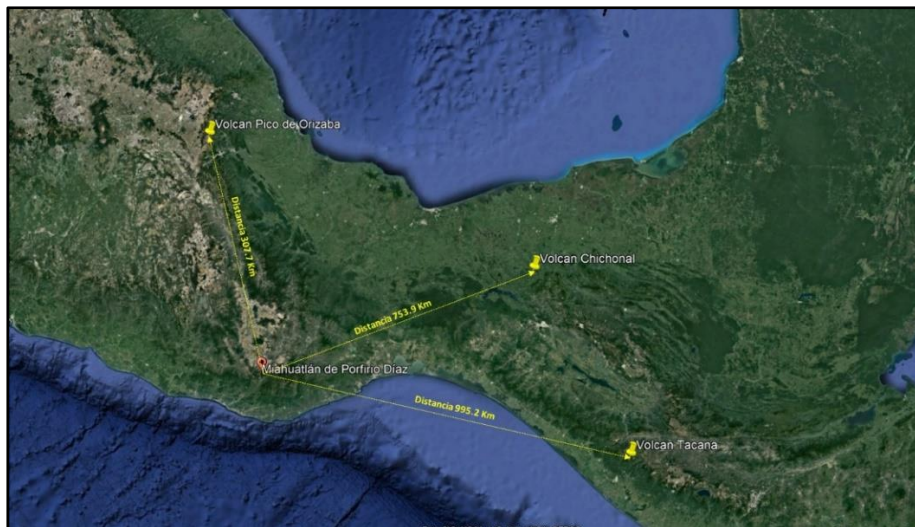 Volcan Pico de Orizaba
Distancia 307.7 Km
Volcan Chichonal
Distancia 753.9 Km
Miahuatlán de Porfirio Díaz
Distancia 995.2 Km
Volcan Tacana